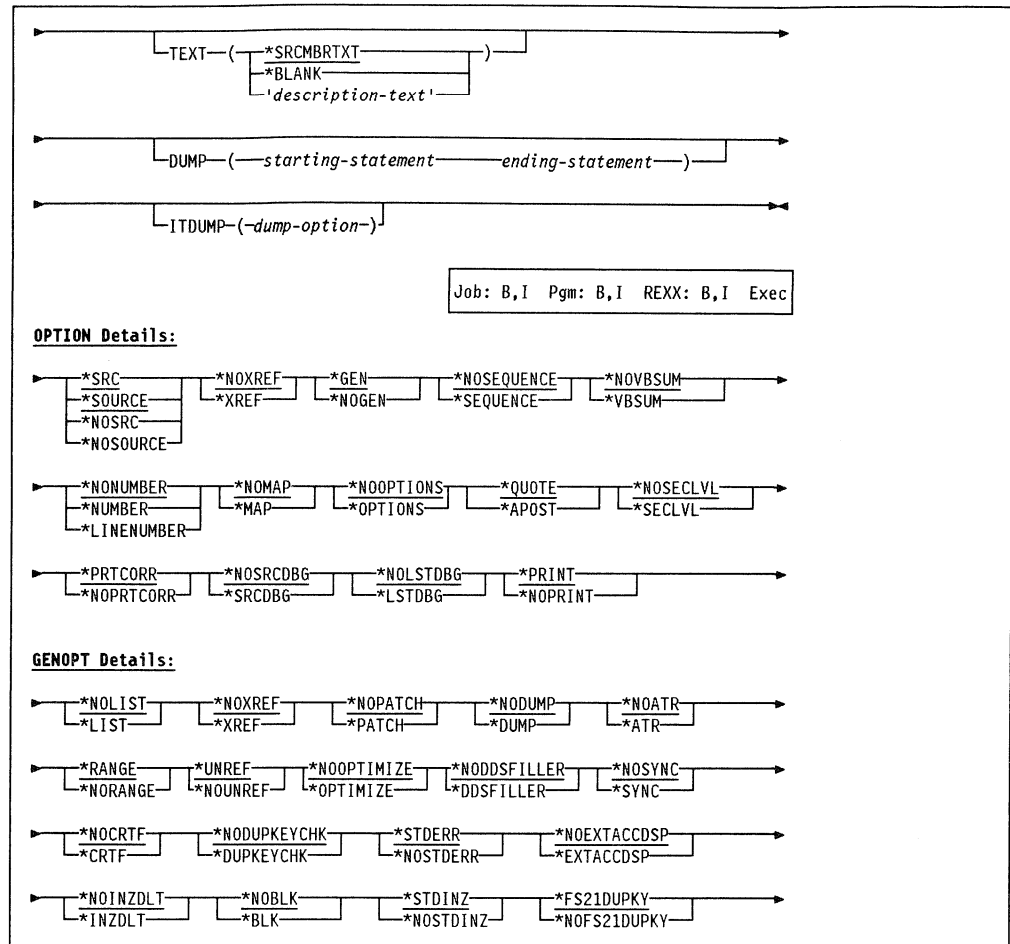 TEXT ( *SRCMBRTXT )
*BLANK
'description-text'
DUMP ( starting-statement ending-statement )
ITDUMP (dump-option)
Job: B,I Pgm: B,I REXX: B,I Exec
OPTION Details:
*SRC *NOXREF *GEN *NOSEQUENCE *NOVBSUM
*SOURCE *XREF *NOGEN *SEQUENCE *VBSUM
*NOSRC
*NOSOURCE
*NONUMBER *NOMAP *NOOPTIONS *QUOTE *NOSECLVL
*NUMBER *MAP *OPTIONS *APOST *SECLVL
*LINENUMBER
*PRTCORR *NOSRCDBG *NOLSTDBG *PRINT
*NOPRTCORR *SRCDBG *LSTDBG *NOPRINT
GENOPT Details:
*NOLIST *NOXREF *NOPATCH *NODUMP *NOATR
*LIST *XREF *PATCH *DUMP *ATR
*RANGE *UNREF *NOOPTIMIZE *NODDSFILLER *NOSYNC
*NORANGE *NOUNREF *OPTIMIZE *DDSFILLER *SYNC
*NOCRTF *NODUPKEYCHK *STDERR *NOEXTACCDSP
*CRTF *DUPKEYCHK *NOSTDERR *EXTACCDSP
*NOINZDLT *NOBLK *STDINZ *FS21DUPKY
*INZDLT *BLK *NOSTDINZ *NOFS21DUPKY